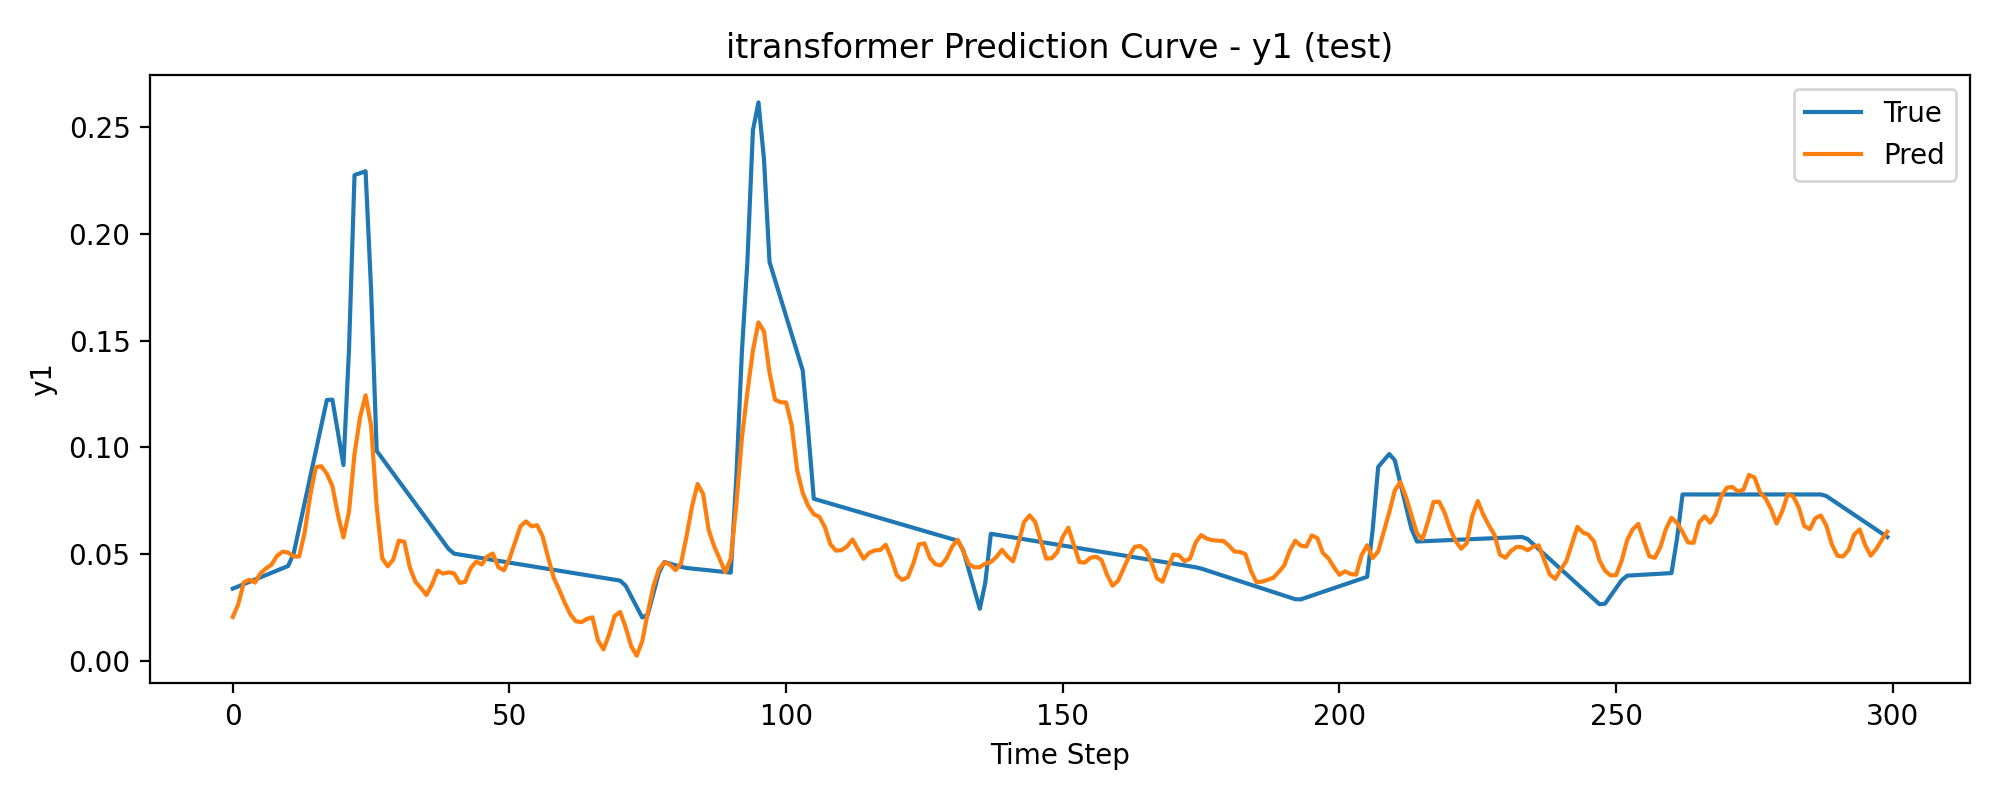 itransformer Prediction Curve - y1 (test)
True
Pred
y1
0.25
0.20
0.15
0.10
0.05
0.00
0 50 100 150 200 250 300
Time Step